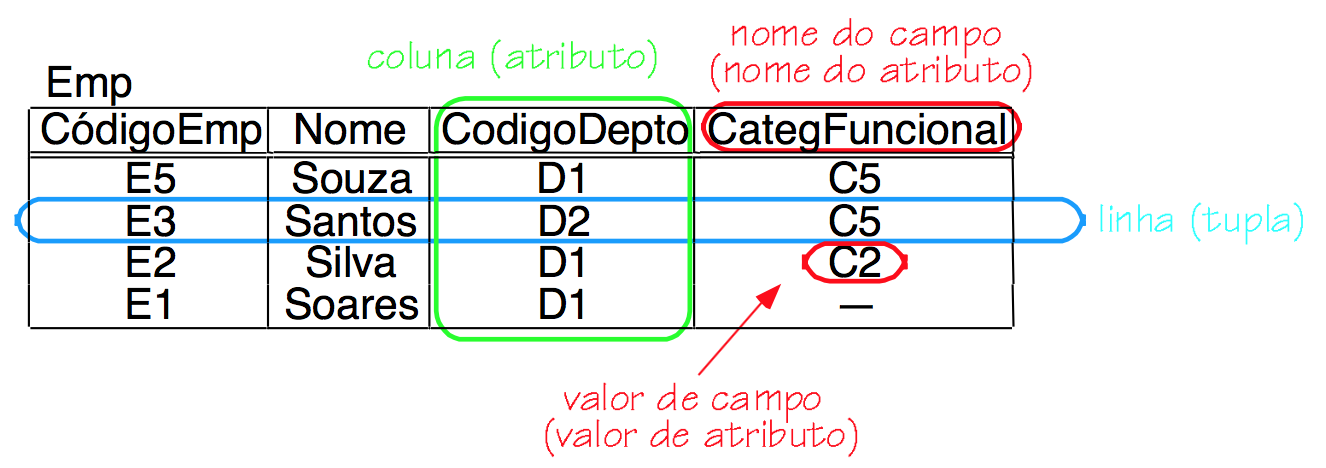 nome do campo
(nome do atributo)
coluna (atributo)
Emp
CódigoEmp Nome CodigoDepto CategFuncional
E5 Souza D1 C5
E3 Santos D2 C5
linha (tupla)
E2 Silva D1 C2
E1 Soares D1 —
valor de campo
(valor de atributo)